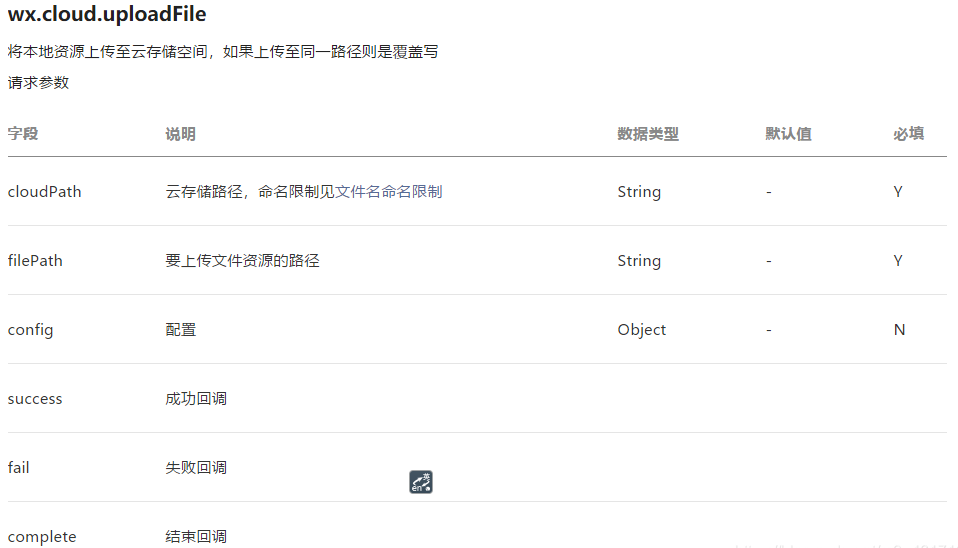 wx.cloud.uploadFile
将本地资源上传至云存储空间，如果上传至同一路径则是覆盖写
请求参数
字段 说明 数据类型 默认值 必填
cloudPath 云存储路径，命名限制见文件名命名限制 String - Y
filePath 要上传文件资源的路径 String - Y
config 配置 Object - N
success 成功回调
fail 失败回调
英
en
complete 结束回调